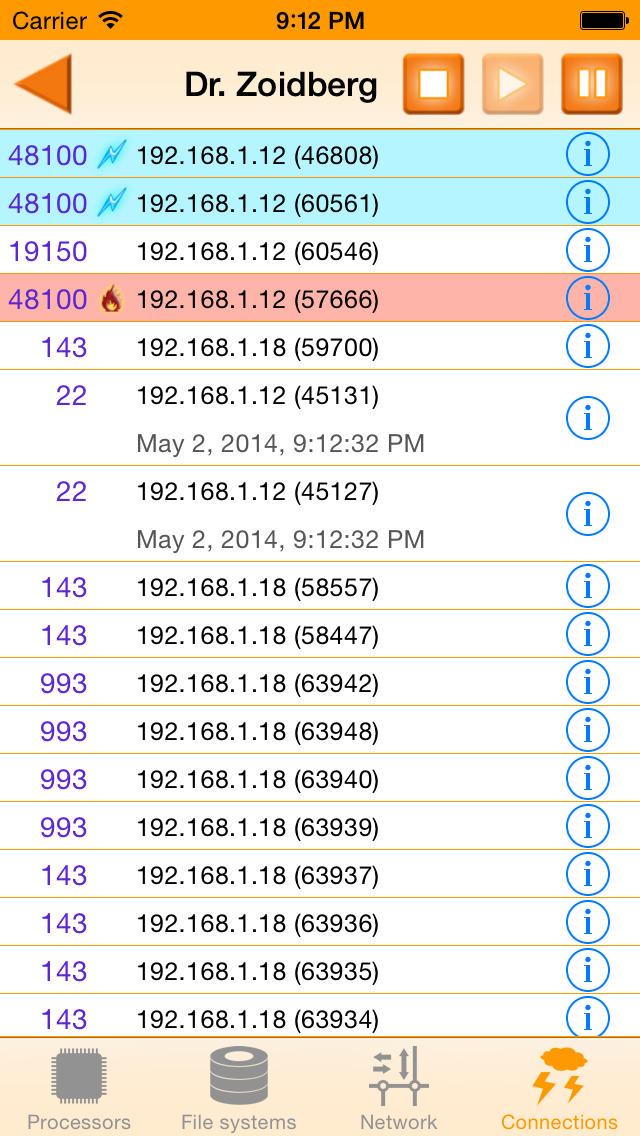 Carrier 9:12 PM
Dr. Zoidberg
48100 192.168.1.12 (46808)
48100 192.168.1.12 (60561)
19150 192.168.1.12 (60546)
48100 192.168.1.12 (57666)
143 192.168.1.18 (59700)
22 192.168.1.12 (45131)
May 2, 2014, 9:12:32 PM
22 192.168.1.12 (45127)
May 2, 2014, 9:12:32 PM
143 192.168.1.18 (58557)
143 192.168.1.18 (58447)
993 192.168.1.18 (63942)
993 192.168.1.18 (63948)
993 192.168.1.18 (63940)
993 192.168.1.18 (63939)
143 192.168.1.18 (63937)
143 192.168.1.18 (63936)
143 192.168.1.18 (63935)
143 192.168.1.18 (63934)
Processors File systems Network Connections